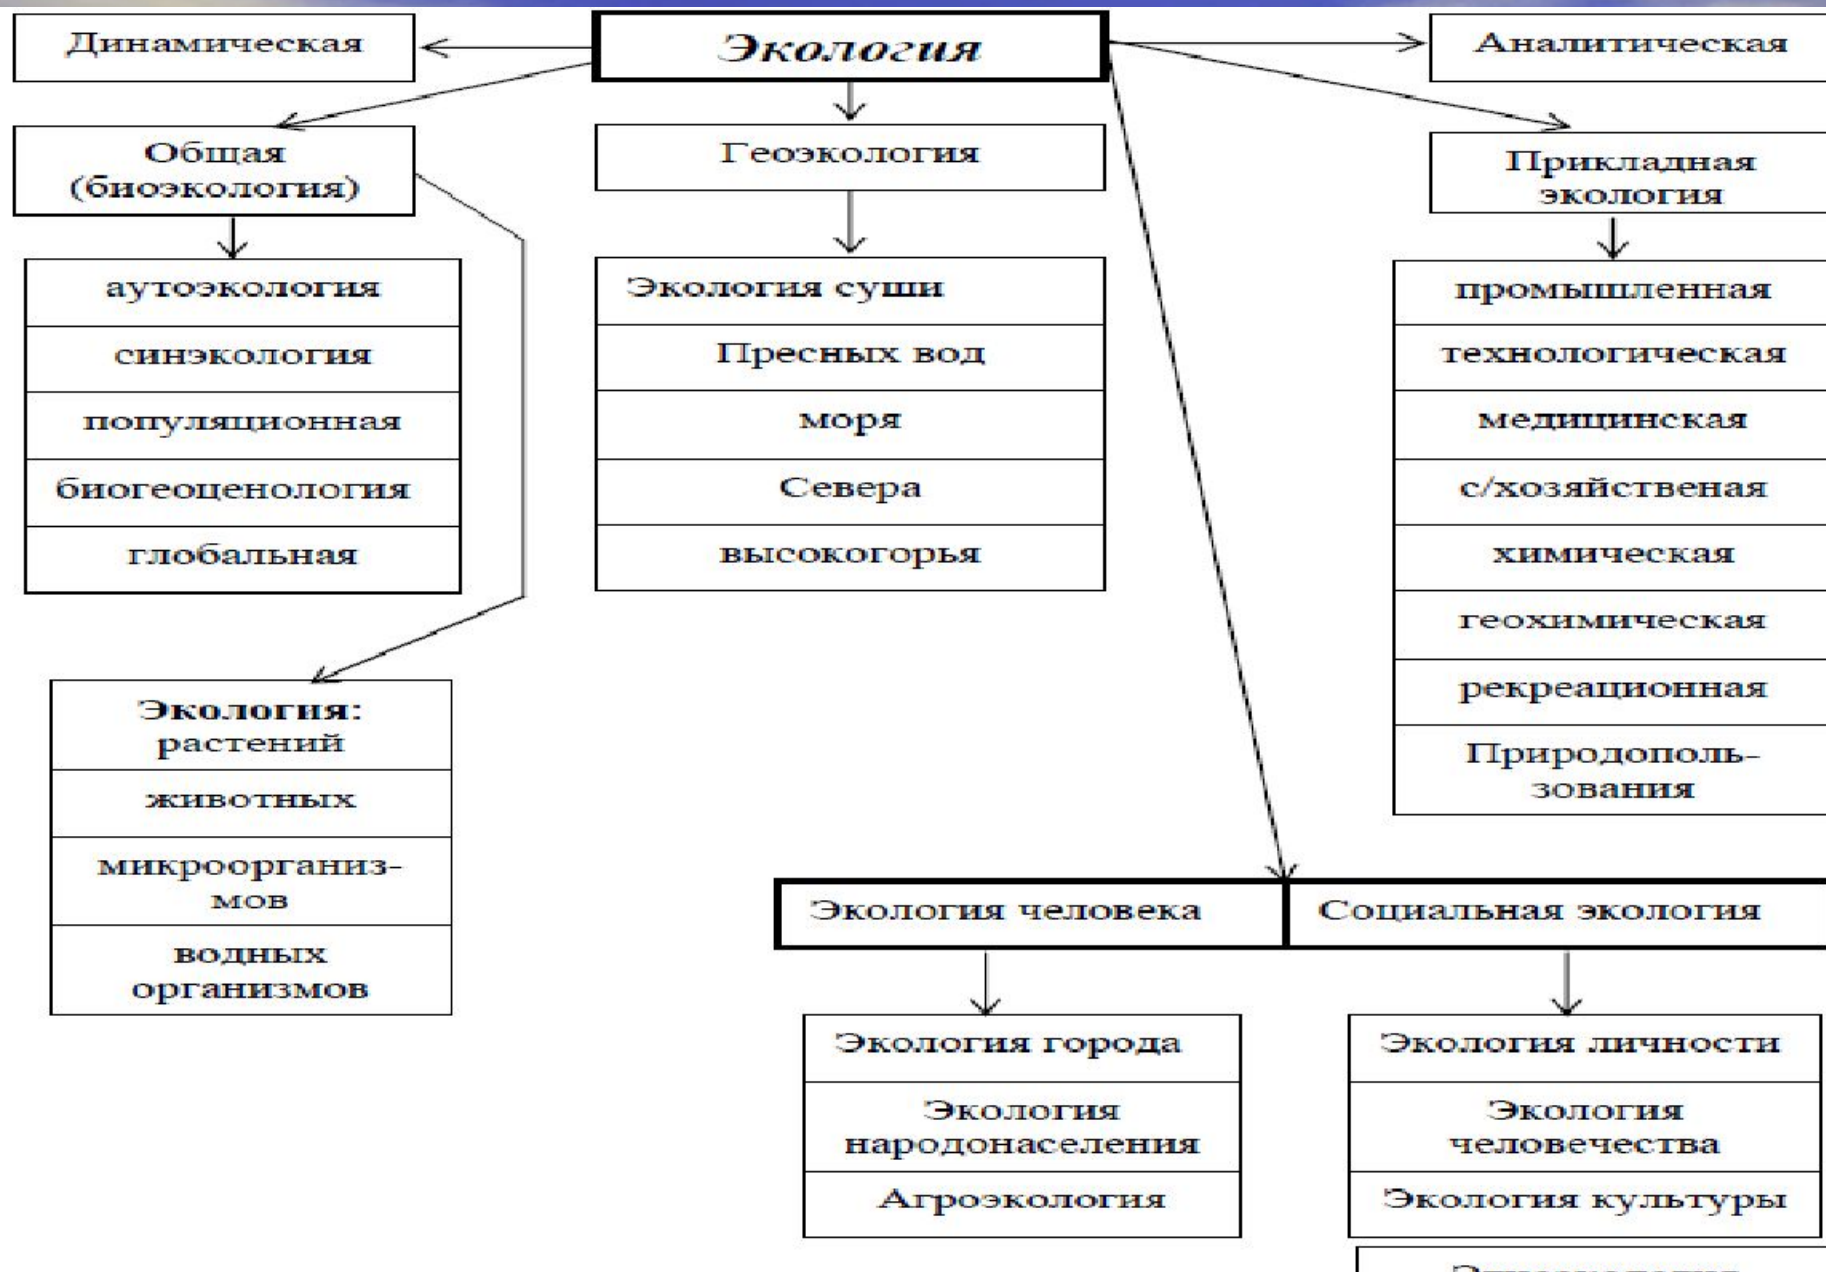 Экология
Динамическая
Аналитическая
Общая
(биоэкология)
аутоэкология
синэкология
популяционная
биогеоценология
глобальная
Экология:
растений
животных
микроорганиз-
мов
водных
организмов
Геоэкология
Экология суши
Пресных вод
моря
Севера
высокогорья
Прикладная
экология
промышленная
технологическая
медицинская
с/хозяйственая
химическая
геохимическая
рекреационная
Природополь-
зования
Экология человека
Экология города
Экология
народонаселения
Агроэкология
Социальная экология
Экология личности
Экология
человечества
Экология культуры